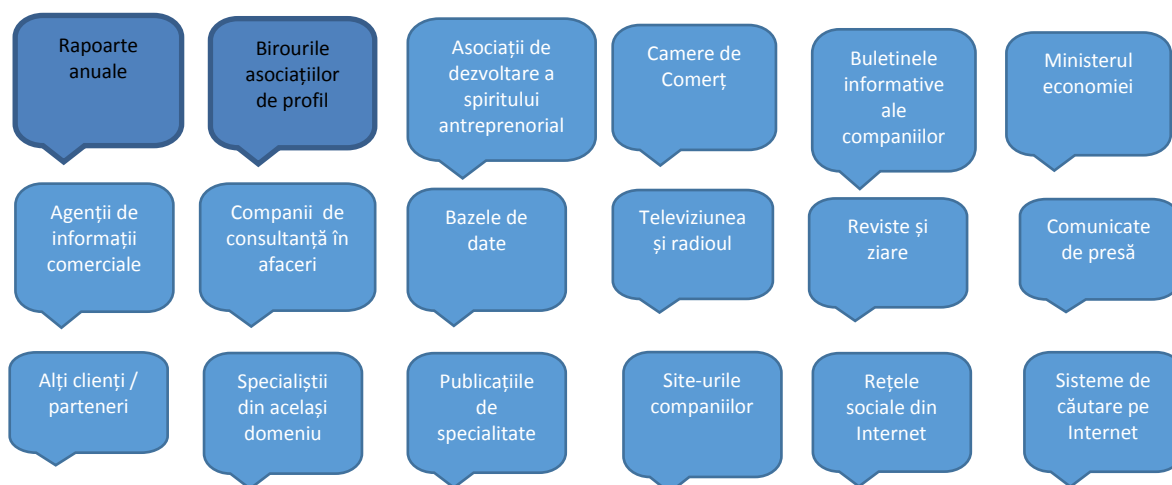 Rapoarte
anuale
Birourile
asociațiilor
de profil
Asociații de
dezvoltare a
spiritului
antreprenorial
Camere de
Comerț
Buletinele
informative
ale
companiilor
Ministerul
economiei
Agenții de
informații
comerciale
Companii de
consultanță în
afaceri
Bazele de
date
Televiziunea
și radioul
Reviste și
ziare
Comunicate
de presă
Alți clienți /
parteneri
Specialiștii
din același
domeniu
Publicațiile
de
specialitate
Site-urile
companiilor
Rețele
sociale din
Internet
Sisteme de
căutare pe
Internet